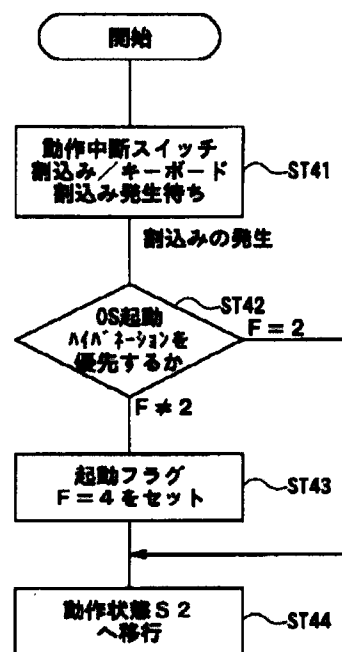 開始
動作中断スイッチ
割込み/キーボード
割込み発生待ち
ST41
割込みの発生
ST42
OS起動
ﾊｲﾊﾞﾈｰｼｮﾝを
優先するか
F=2
F≠2
起動フラグ
F=4をセット
ST43
動作状態S2
へ移行
ST44